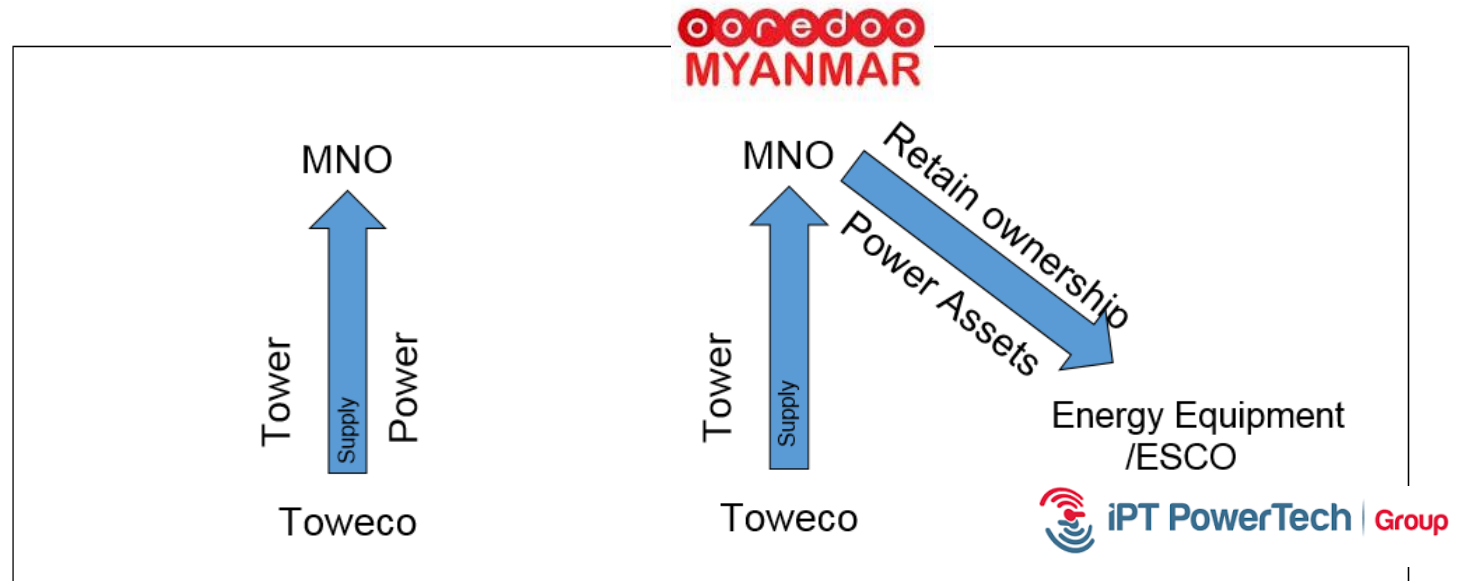 ooredoo
MYANMAR
MNO
Tower
Supply
Power
Toweco
MNO
Tower
Supply
Toweco
Retain ownership
Power Assets
Energy Equipment
/ESCO
iPT PowerTech Group